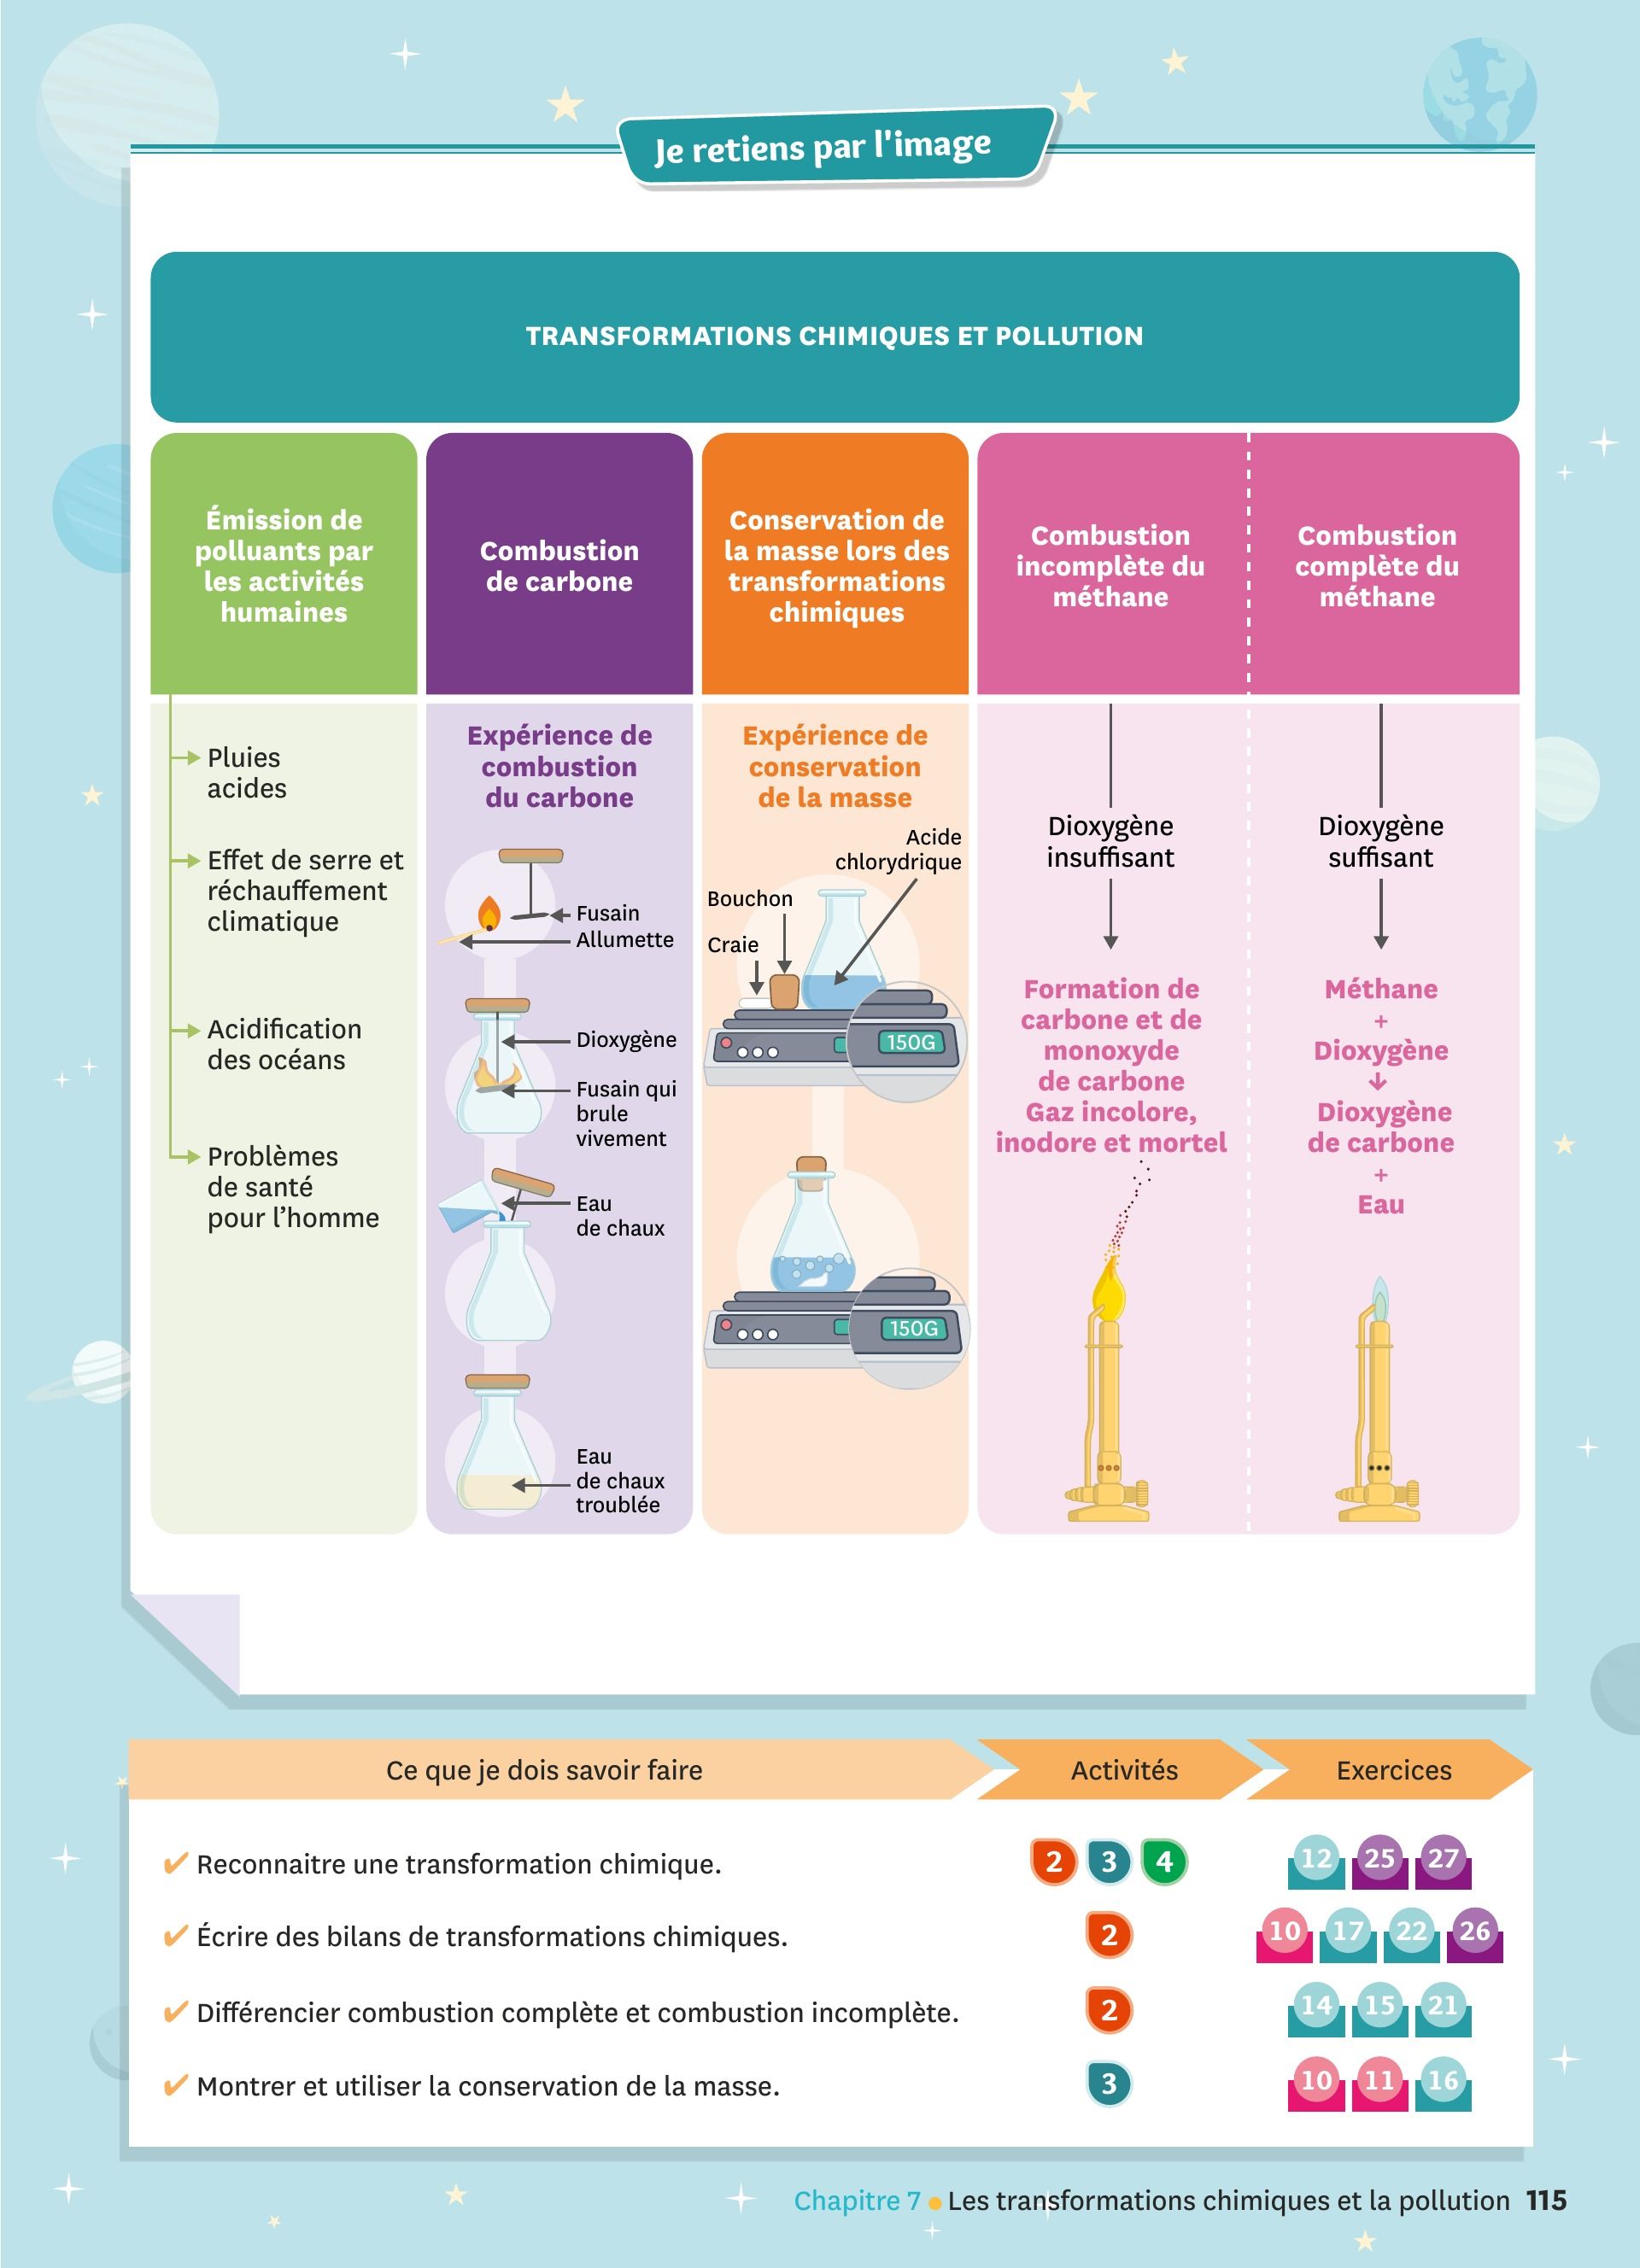 Je retiens par l'image
TRANSFORMATIONS CHIMIQUES ET POLLUTION
Émission de
polluants par
les activités
humaines
Pluies
acides
Effet de serre et
réchauffement
climatique
Acidification
des océans
Problèmes
de santé
pour l'homme
Combustion
de carbone
Expérience de
combustion
du carbone
Fusain
Allumette
Dioxygène
Fusain qui
brule
vivement
Eau
de chaux
Eau
de chaux
troublée
Conservation de
la masse lors des
transformations
chimiques
Expérience de
conservation
de la masse
Acide
chlorydrique
Bouchon
Craie
150G
150G
Combustion
incomplète du
méthane
Dioxygène
insuffisant
Formation de
carbone et de
monoxyde
de carbone
Gaz incolore,
inodore et mortel
Combustion
complète du
méthane
Dioxygène
suffisant
Méthane
+
Dioxygène
↓
Dioxygène
de carbone
+
Eau
Ce que je dois savoir faire Activités Exercices
✔ Reconnaitre une transformation chimique. 2 3 4 12 25 27
✔ Écrire des bilans de transformations chimiques. 2 10 17 22 26
✔ Différencier combustion complète et combustion incomplète. 2 14 15 21
✔ Montrer et utiliser la conservation de la masse. 3 10 11 16
Chapitre 7 • Les transformations chimiques et la pollution 115